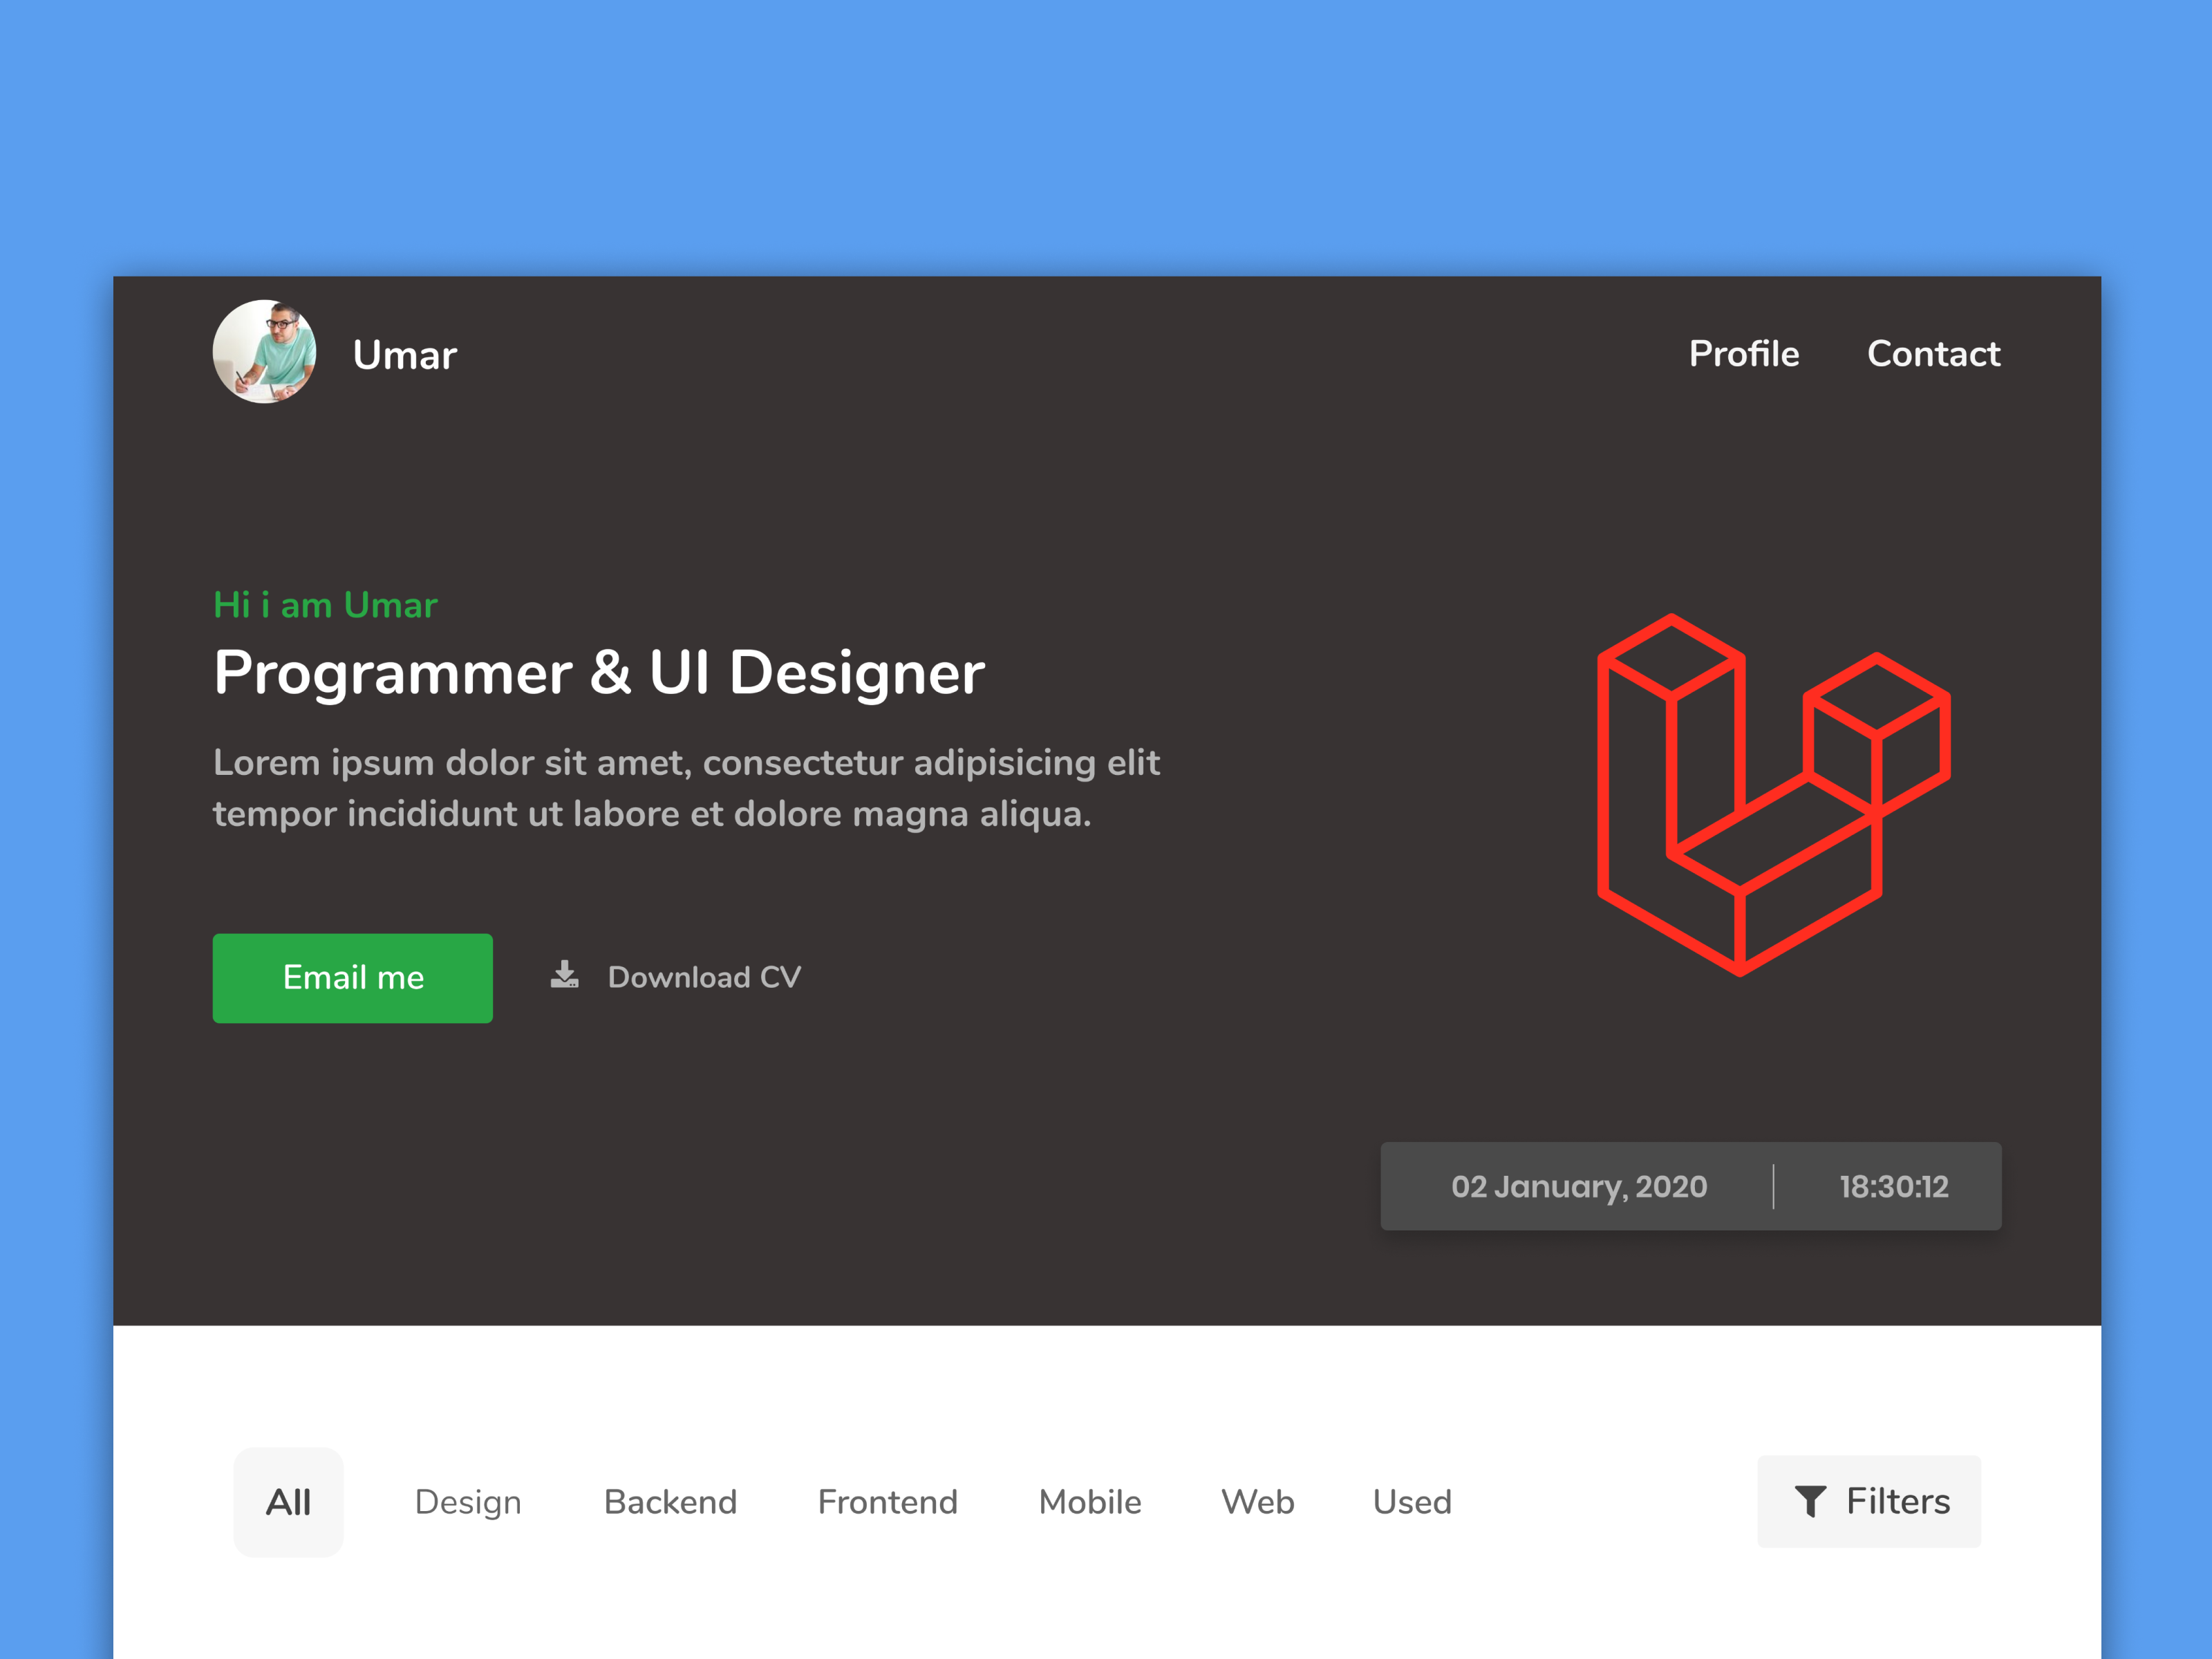 Umar
Profile Contact
Hi i am Umar
Programmer & UI Designer
Lorem ipsum dolor sit amet, consectetur adipisicing elit
tempor incididunt ut labore et dolore magna aliqua.
Email me Download CV
02 January, 2020 18:30:12
All Design Backend Frontend Mobile Web Used Filters